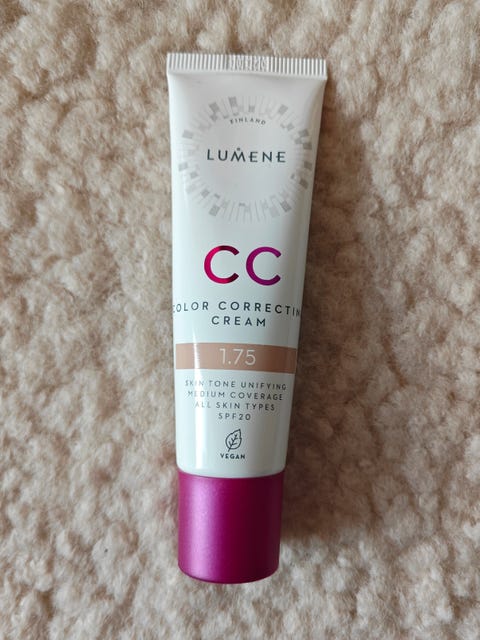 FINLAND
LUMENE
CC
COLOR CORRECTIN
CREAM
1.75
SKIN TONE UNIFYING
MEDIUM COVERAGE
ALL SKIN TYPES
SPF20
VEGAN